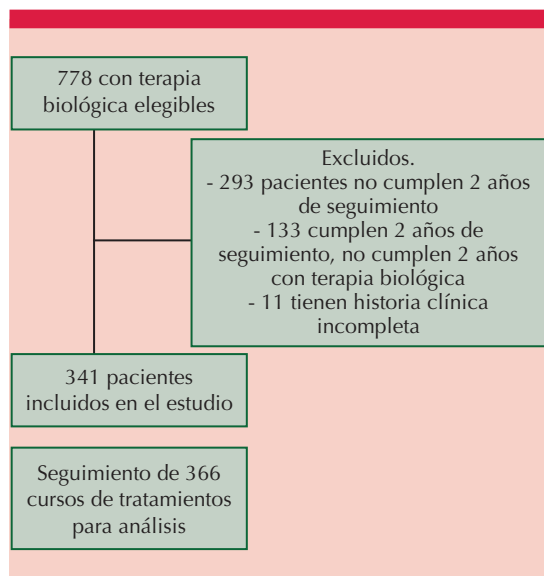 778 con terapia
biológica elegibles
Excluidos.
- 293 pacientes no cumplen 2 años
de seguimiento
- 133 cumplen 2 años de
seguimiento, no cumplen 2 años
con terapia biológica
- 11 tienen historia clínica
incompleta
341 pacientes
incluidos en el estudio
Seguimiento de 366
cursos de tratamientos
para análisis